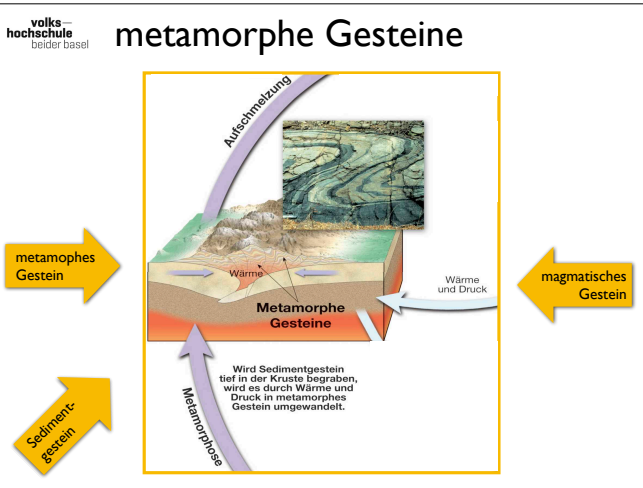 volks—
hochschule
beider basel
metamorphe Gesteine
Aufschmelzung
metamophes
Gestein
Wärme
Wärme
und Druck
magmatisches
Gestein
Metamorphe
Gesteine
Wird Sedimentgestein
tief in der Kruste begraben,
wird es durch Wärme und
Druck in metamorphes
Gestein umgewandelt.
Metamorphose
Sediment-
gestein